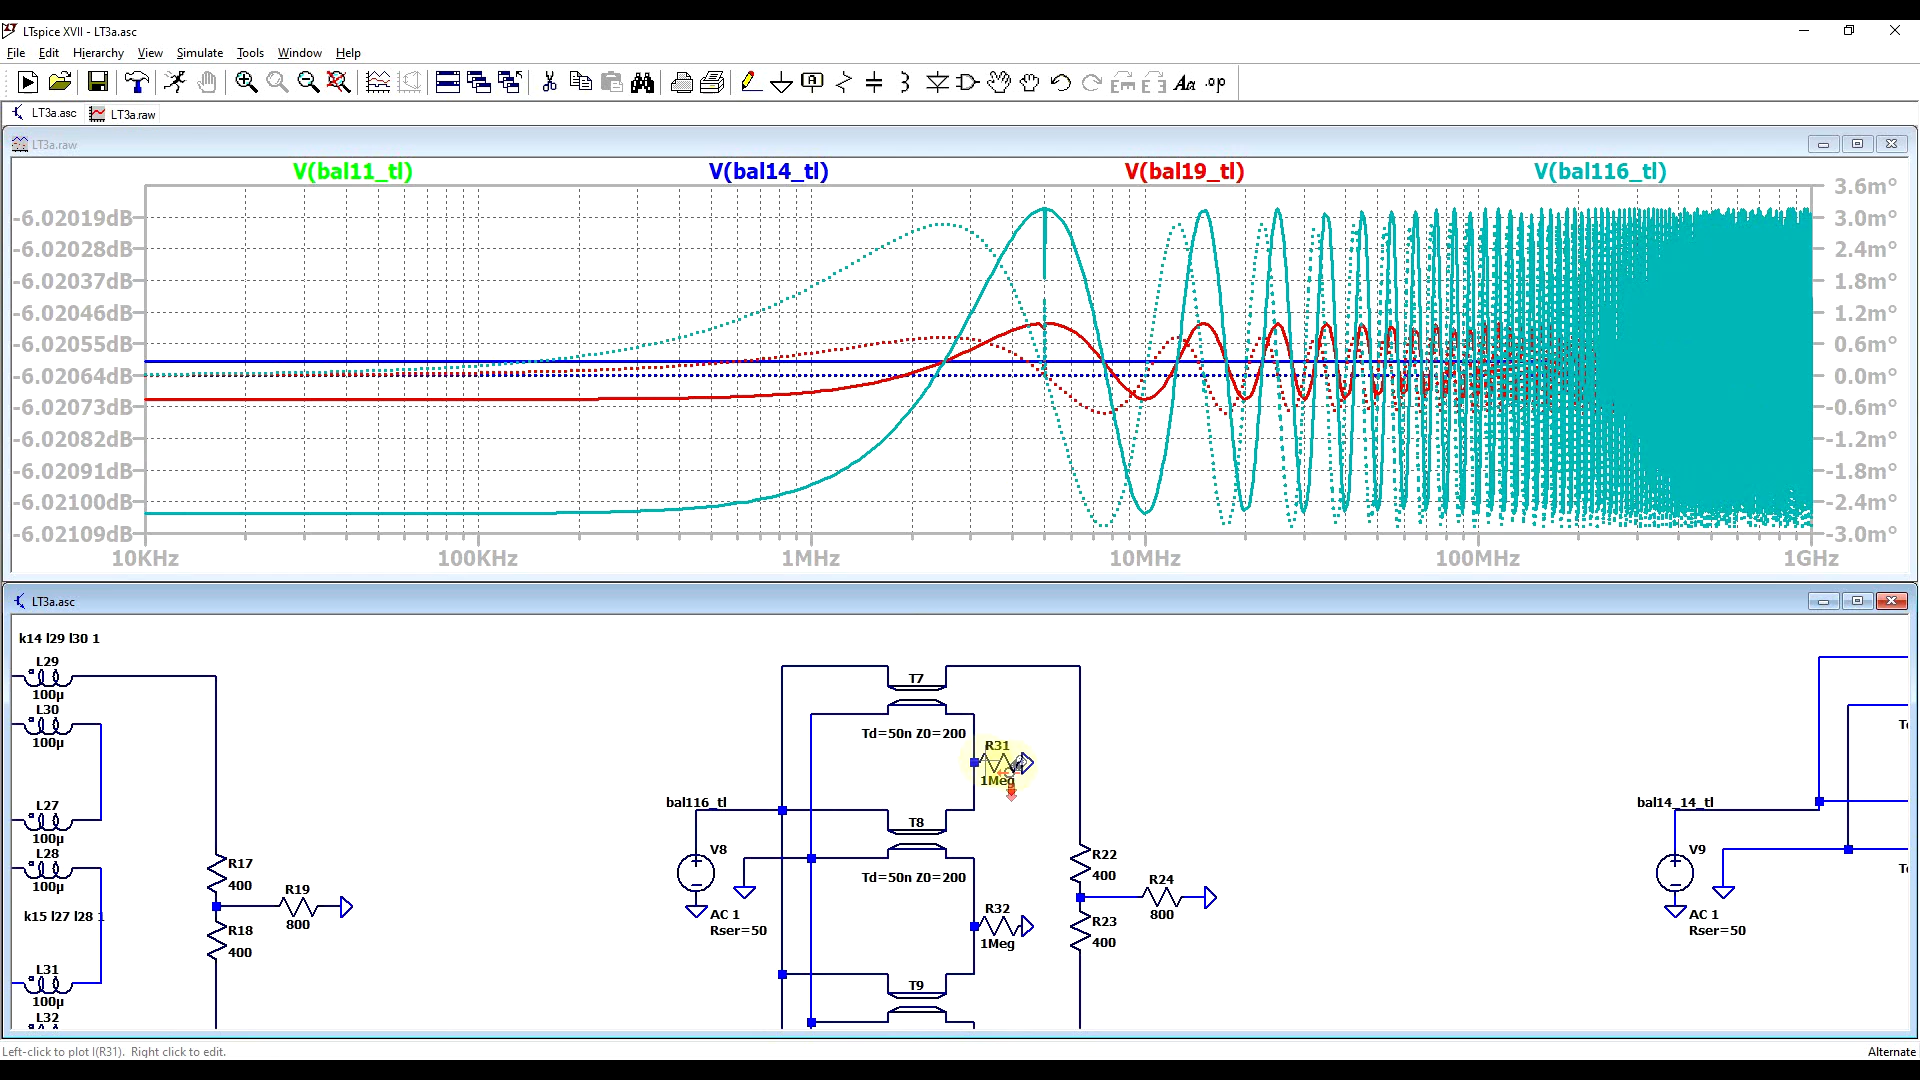 LTspice XVII - LT3a.asc
File Edit Hierarchy View Simulate Tools Window Help
.op
LT3a.asc LT3a.raw
LT3a.raw
V(bal11_tl) V(bal14_tl) V(bal19_tl) V(bal116_tl)
3.6m°
-6.02019dB 3.0m°
-6.02028dB 2.4m°
-6.02037dB 1.8m°
-6.02046dB 1.2m°
-6.02055dB 0.6m°
-6.02064dB 0.0m°
-6.02073dB -0.6m°
-6.02082dB -1.2m°
-6.02091dB -1.8m°
-6.02100dB -2.4m°
-6.02109dB -3.0m°
10KHz 100KHz 1MHz 10MHz 100MHz 1GHz
LT3a.asc
k14 l29 l30 1
L29
100µ
L30
100µ
L27
100µ
L28
100µ
k15 l27 l28 1
L31
100µ
L32
R17
400
R19
800
R18
400
T7
Td=50n Z0=200
R31
1Meg
bal116_tl
V8
AC 1
Rser=50
T8
Td=50n Z0=200
R32
1Meg
T9
R22
400
R24
800
R23
400
bal14_14_tl
V9
AC 1
Rser=50
Left-click to plot I(R31). Right click to edit.
Alternate